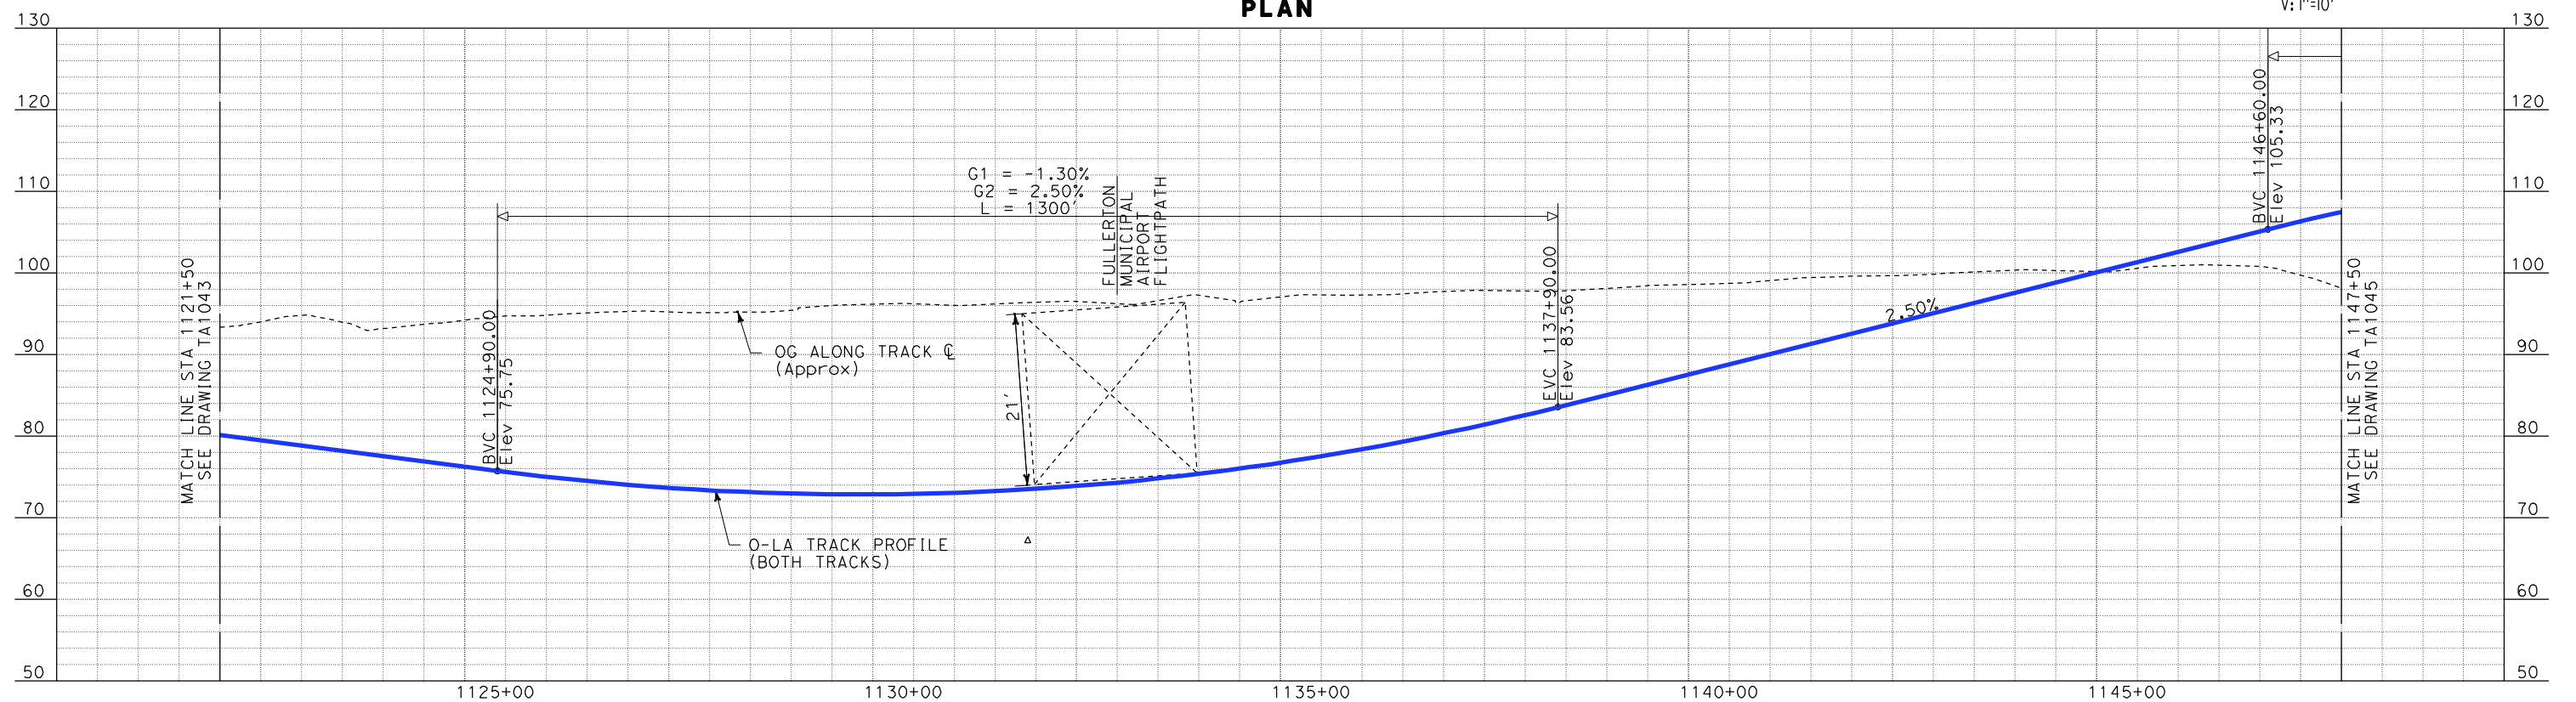 PLAN
V: 1"=10'
130
120
110
100
90
80
70
60
50
MATCH LINE STA 1121+50
SEE DRAWING TA1043
BVC 1124+90.00
Elev 75.75
G1 = -1.30%
G2 = 2.50%
L = 1300'
FULLERTON
MUNICIPAL
AIRPORT
FLIGHTPATH
OG ALONG TRACK ℄
(Approx)
21'
O-LA TRACK PROFILE
(BOTH TRACKS)
EVC 1137+90.00
Elev 83.56
2.50%
BVC 1146+60.00
Elev 105.33
MATCH LINE STA 1147+50
SEE DRAWING TA1045
130
120
110
100
90
80
70
60
50
1125+00
1130+00
1135+00
1140+00
1145+00